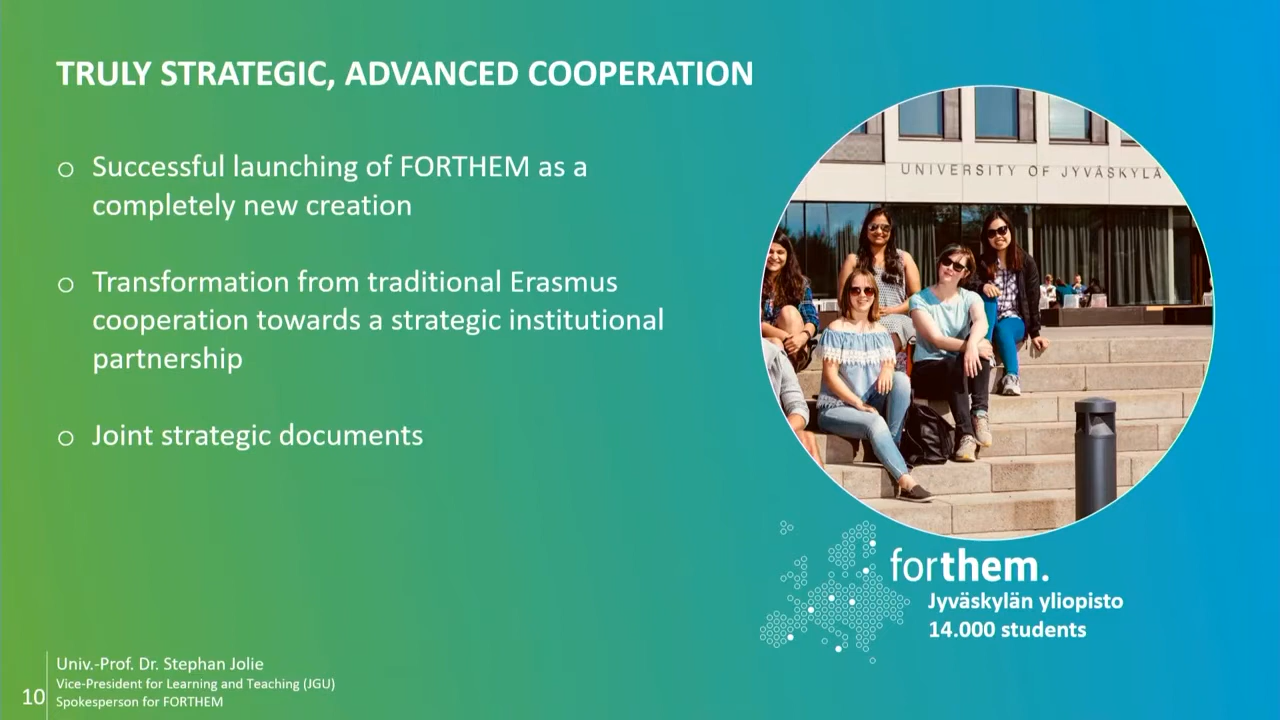 TRULY STRATEGIC, ADVANCED COOPERATION
o Successful launching of FORTHEM as a
completely new creation
o Transformation from traditional Erasmus
cooperation towards a strategic institutional
partnership
o Joint strategic documents
UNIVERSITY OF JYVÄSKYLÄ
forthem.
Jyväskylän yliopisto
14.000 students
10
Univ.-Prof. Dr. Stephan Jolie
Vice-President for Learning and Teaching (JGU)
Spokesperson for FORTHEM